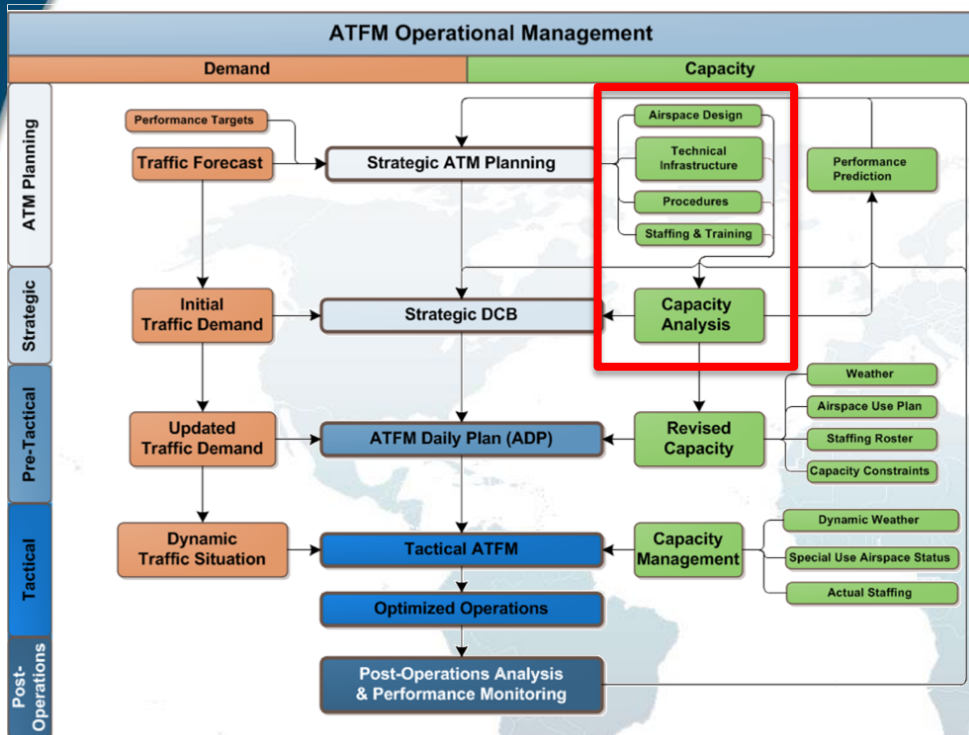 ATFM Operational Management
Demand
Capacity
ATM Planning
Performance Targets
Traffic Forecast
Strategic ATM Planning
Airspace Design
Technical
Infrastructure
Procedures
Staffing & Training
Performance
Prediction
Strategic
Initial
Traffic Demand
Strategic DCB
Capacity
Analysis
Pre-Tactical
Updated
Traffic Demand
ATFM Daily Plan (ADP)
Revised
Capacity
Weather
Airspace Use Plan
Staffing Roster
Capacity Constraints
Tactical
Dynamic
Traffic Situation
Tactical ATFM
Capacity
Management
Dynamic Weather
Special Use Airspace Status
Actual Staffing
Optimized Operations
Post-
Operations
Post-Operations Analysis
& Performance Monitoring